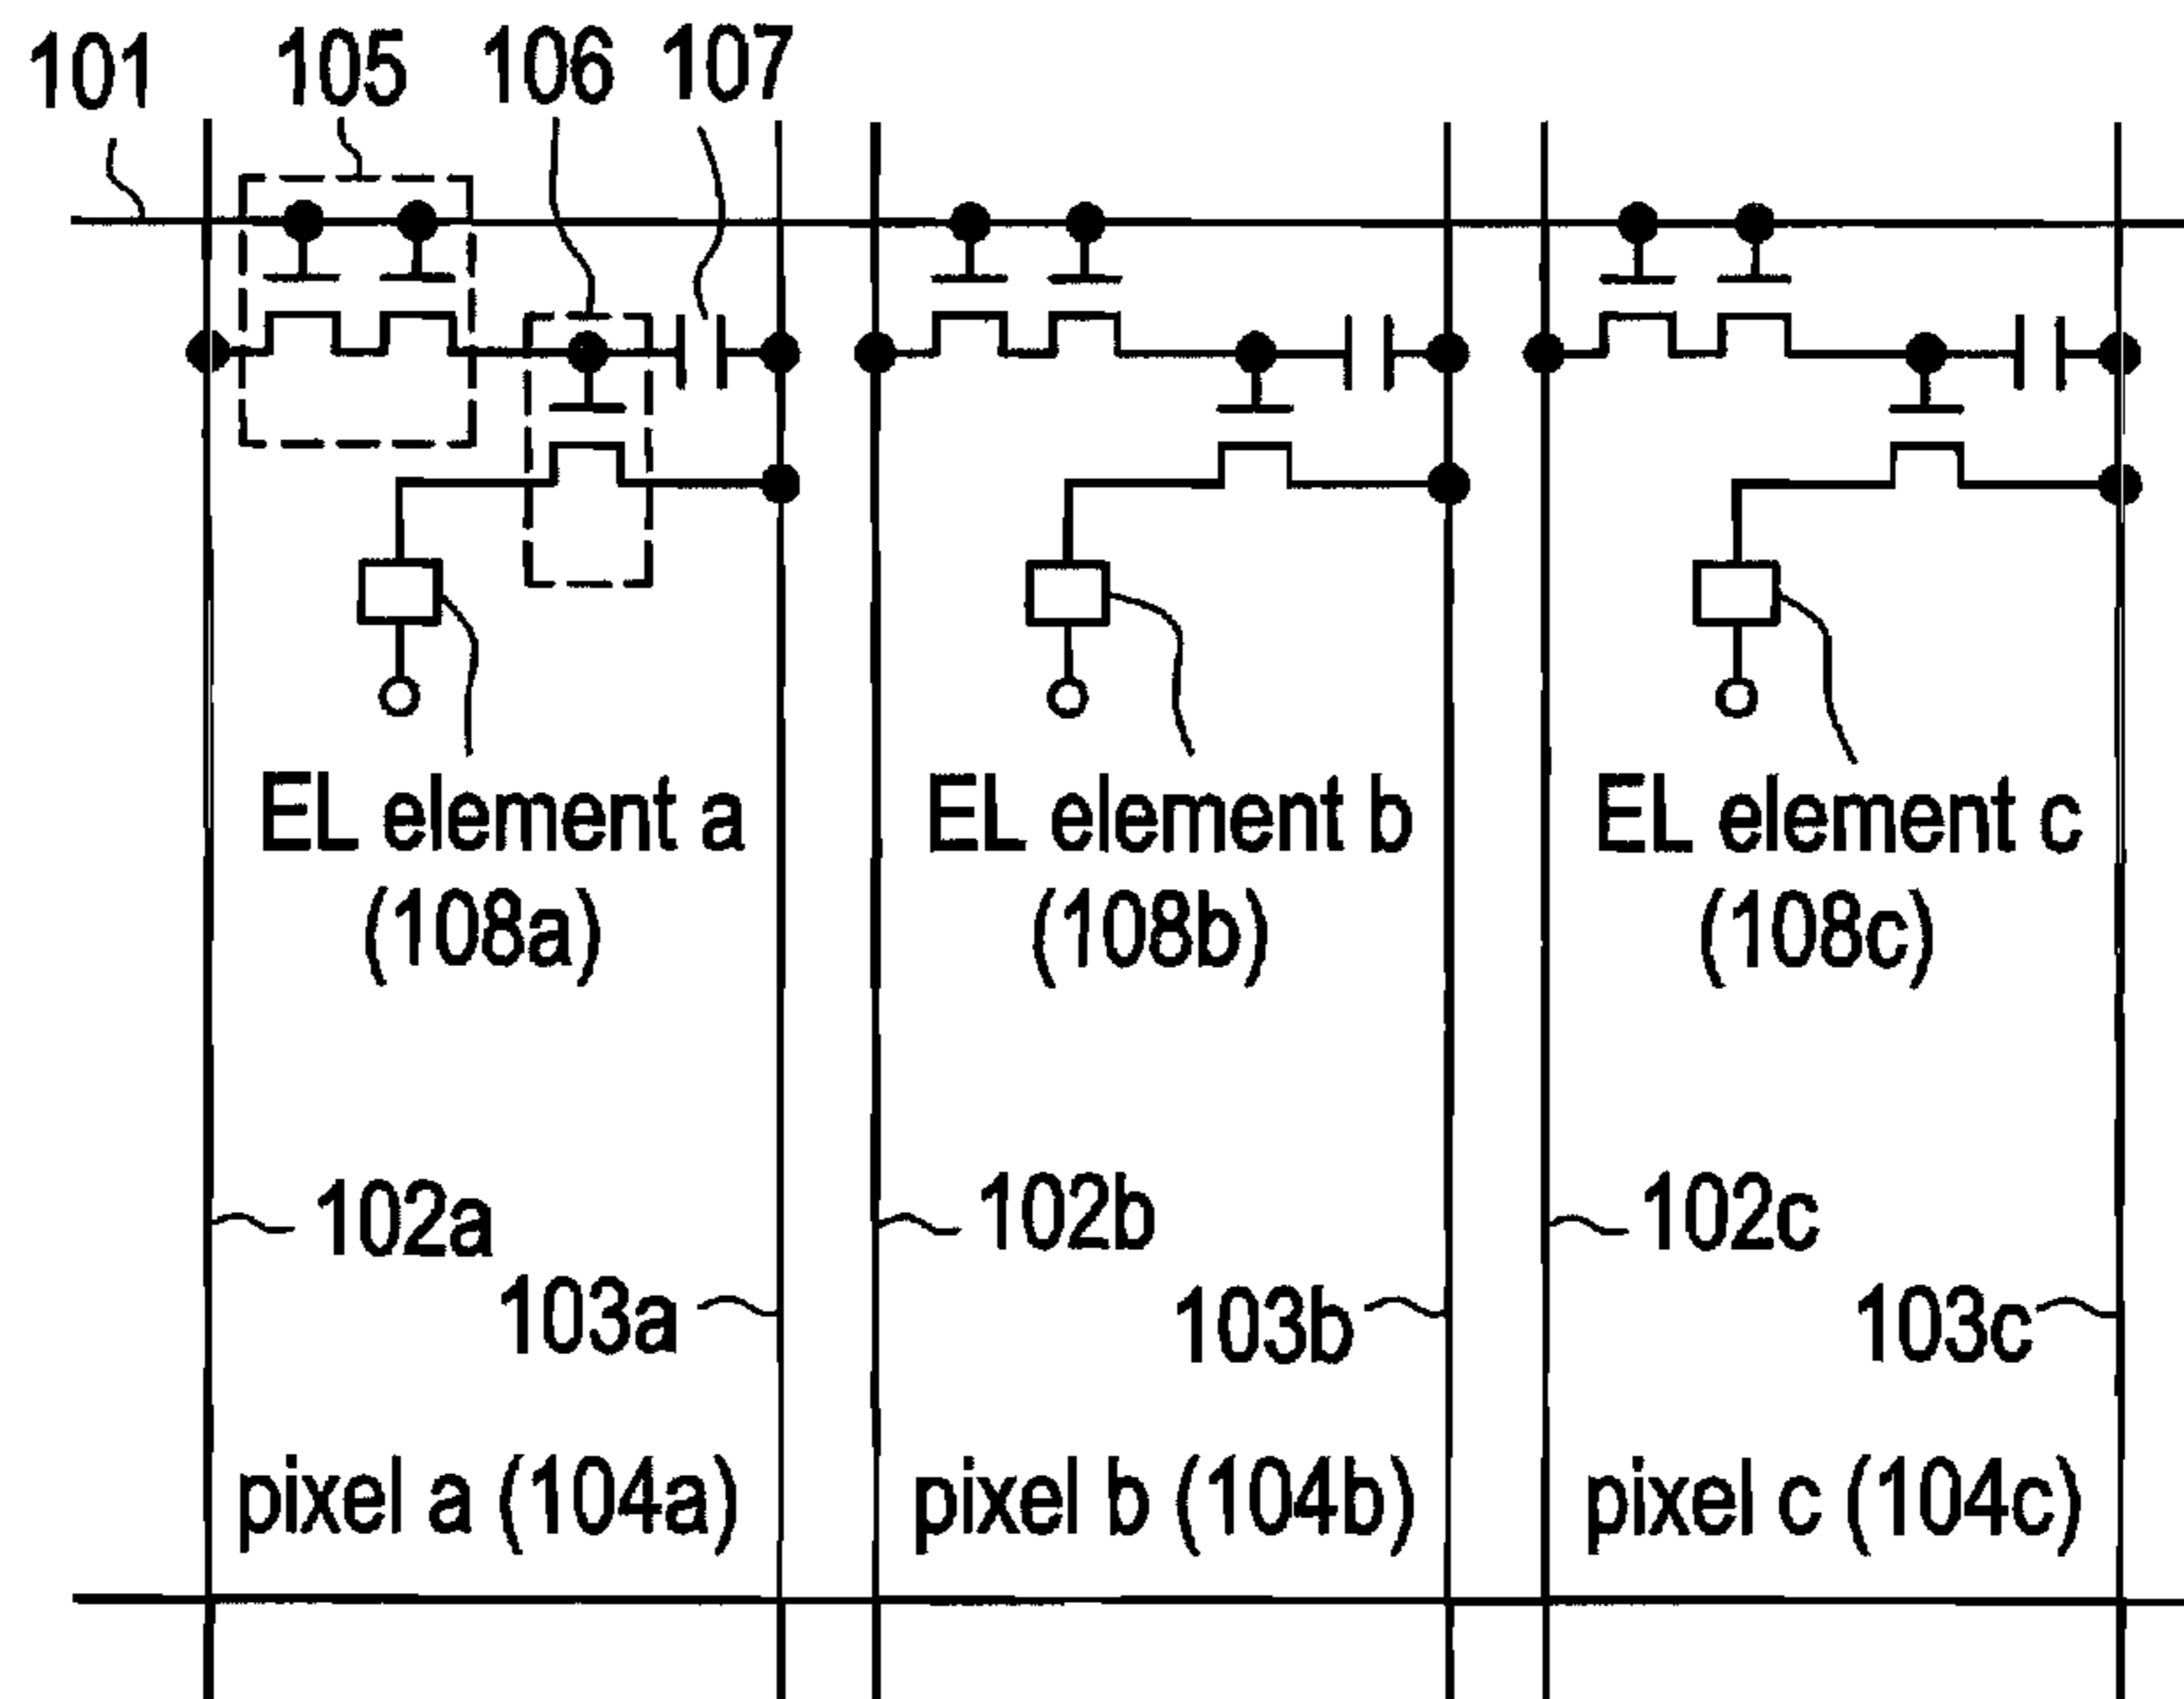 101 105 106 107
EL element a
(108a)
EL element b
(108b)
EL element c
(108c)
102a
103a
102b
103b
102c
103c
pixel a (104a)
pixel b (104b)
pixel c (104c)